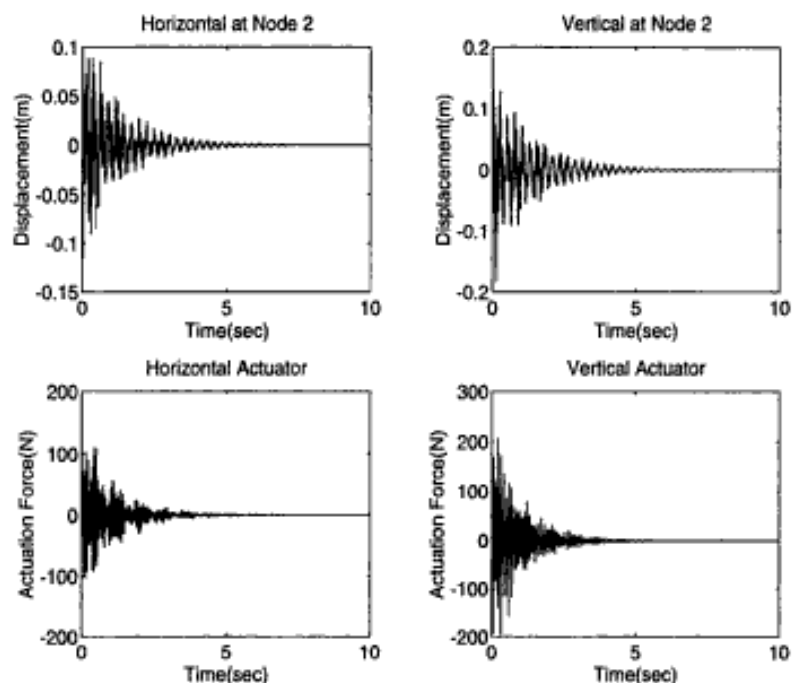 Horizontal at Node 2
0.1
0.05
0
-0.05
-0.1
-0.15
Displacement(m)
0
5
10
Time(sec)
Vertical at Node 2
0.2
0.1
0
-0.1
-0.2
Displacement(m)
0
5
10
Time(sec)
Horizontal Actuator
200
100
0
-100
-200
Actuation Force(N)
0
5
10
Time(sec)
Vertical Actuator
300
200
100
0
-100
-200
Actuation Force(N)
0
5
10
Time(sec)